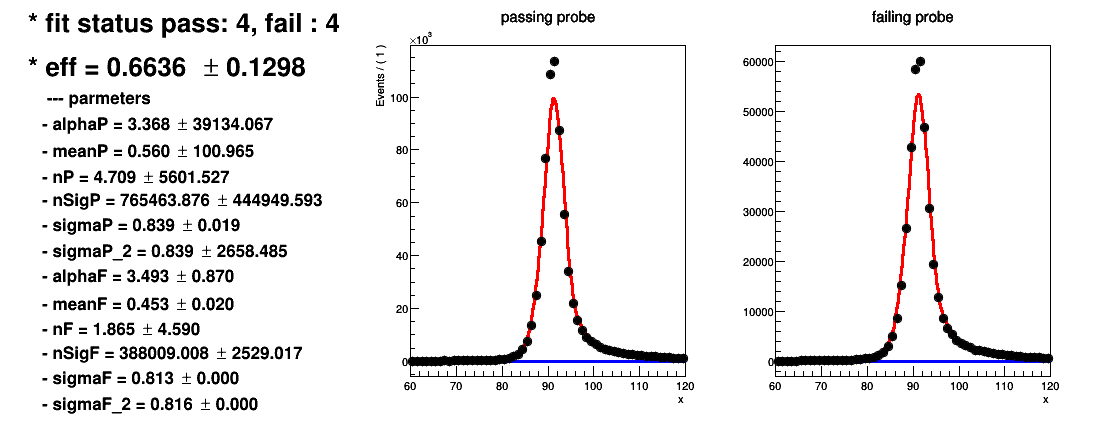 * fit status pass: 4, fail : 4
* eff = 0.6636 ± 0.1298
--- parmeters
- alphaP = 3.368 ± 39134.067
- meanP = 0.560 ± 100.965
- nP = 4.709 ± 5601.527
- nSigP = 765463.876 ± 444949.593
- sigmaP = 0.839 ± 0.019
- sigmaP_2 = 0.839 ± 2658.485
- alphaF = 3.493 ± 0.870
- meanF = 0.453 ± 0.020
- nF = 1.865 ± 4.590
- nSigF = 388009.008 ± 2529.017
- sigmaF = 0.813 ± 0.000
- sigmaF_2 = 0.816 ± 0.000
passing probe
×10³
Events / ( 1 )
100
80
60
40
20
0
60 70 80 90 100 110 120
x
failing probe
60000
50000
40000
30000
20000
10000
0
60 70 80 90 100 110 120
x